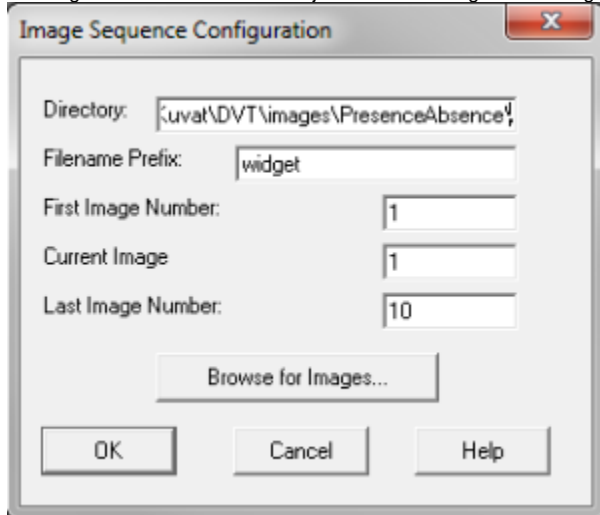 Image Sequence Configuration
Directory: Kuvat\DVT\images\PresenceAbsence\
Filename Prefix: widget
First Image Number: 1
Current Image 1
Last Image Number: 10
Browse for Images...
OK Cancel Help